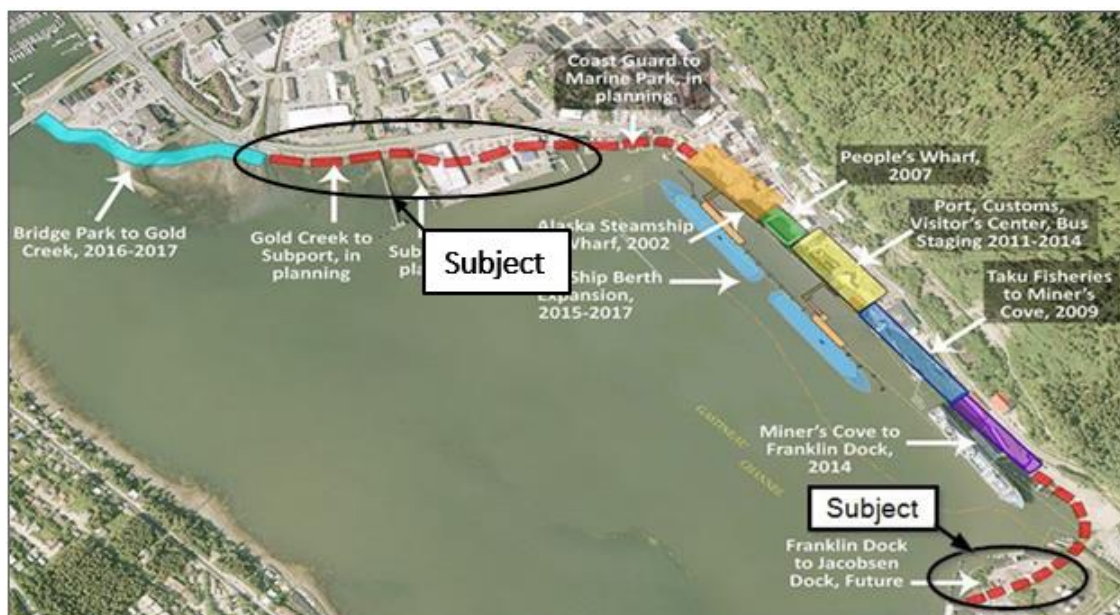 Coast Guard to
Marine Park, in
planning
People's Wharf,
2007
Port, Customs,
Visitor's Center, Bus
Staging 2011-2014
Bridge Park to Gold
Creek, 2016-2017
Gold Creek to
Subport, in
planning
Subject
Alaska Steamship
Wharf, 2002
Ship Berth
Expansion,
2015-2017
Taku Fisheries
to Miner's
Cove, 2009
GASTINEAU
CHANNEL
Miner's Cove to
Franklin Dock,
2014
Subject
Franklin Dock
to Jacobsen
Dock, Future